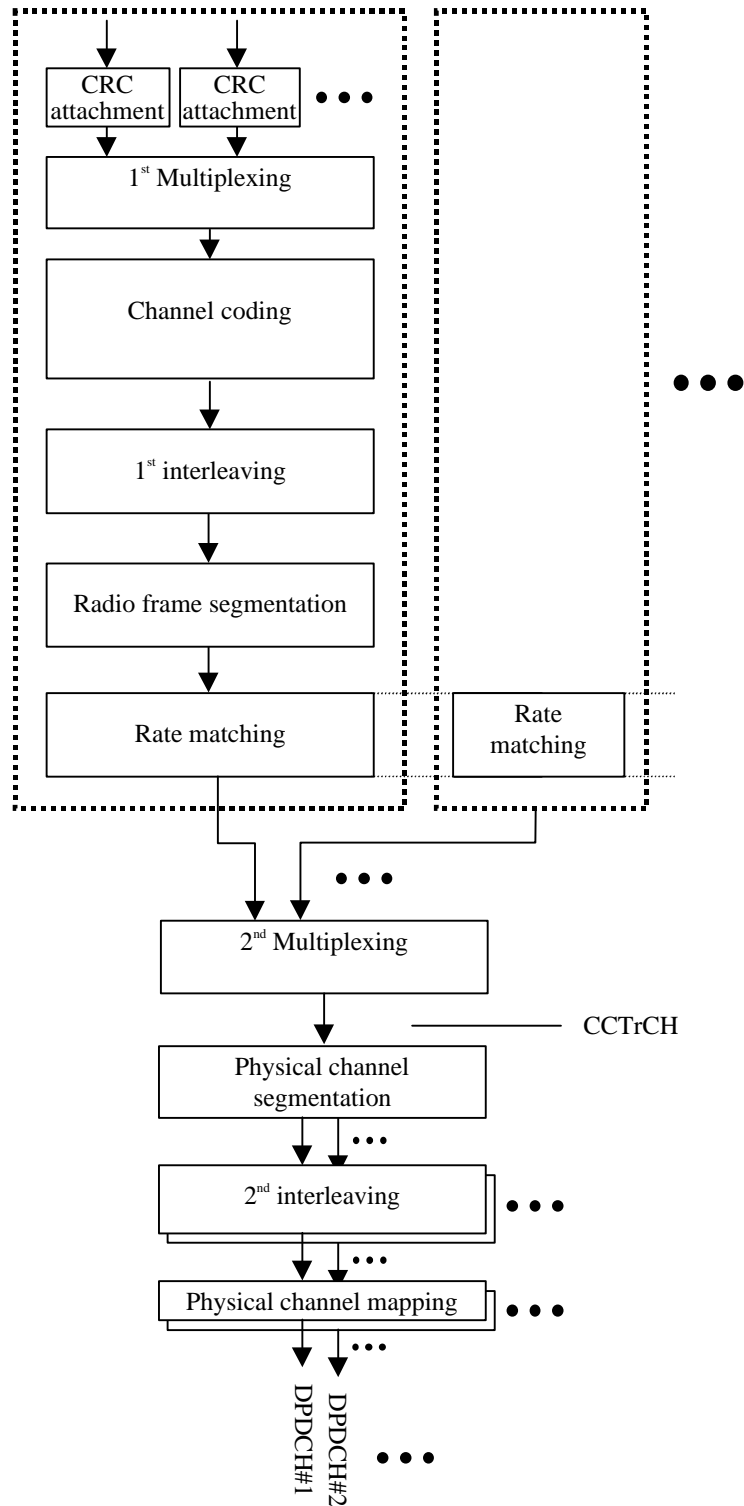 CRC
attachment
CRC
attachment
1st Multiplexing
Channel coding
1st interleaving
Radio frame segmentation
Rate matching
Rate
matching
2nd Multiplexing
CCTrCH
Physical channel
segmentation
2nd interleaving
Physical channel mapping
DPDCH#1
DPDCH#2